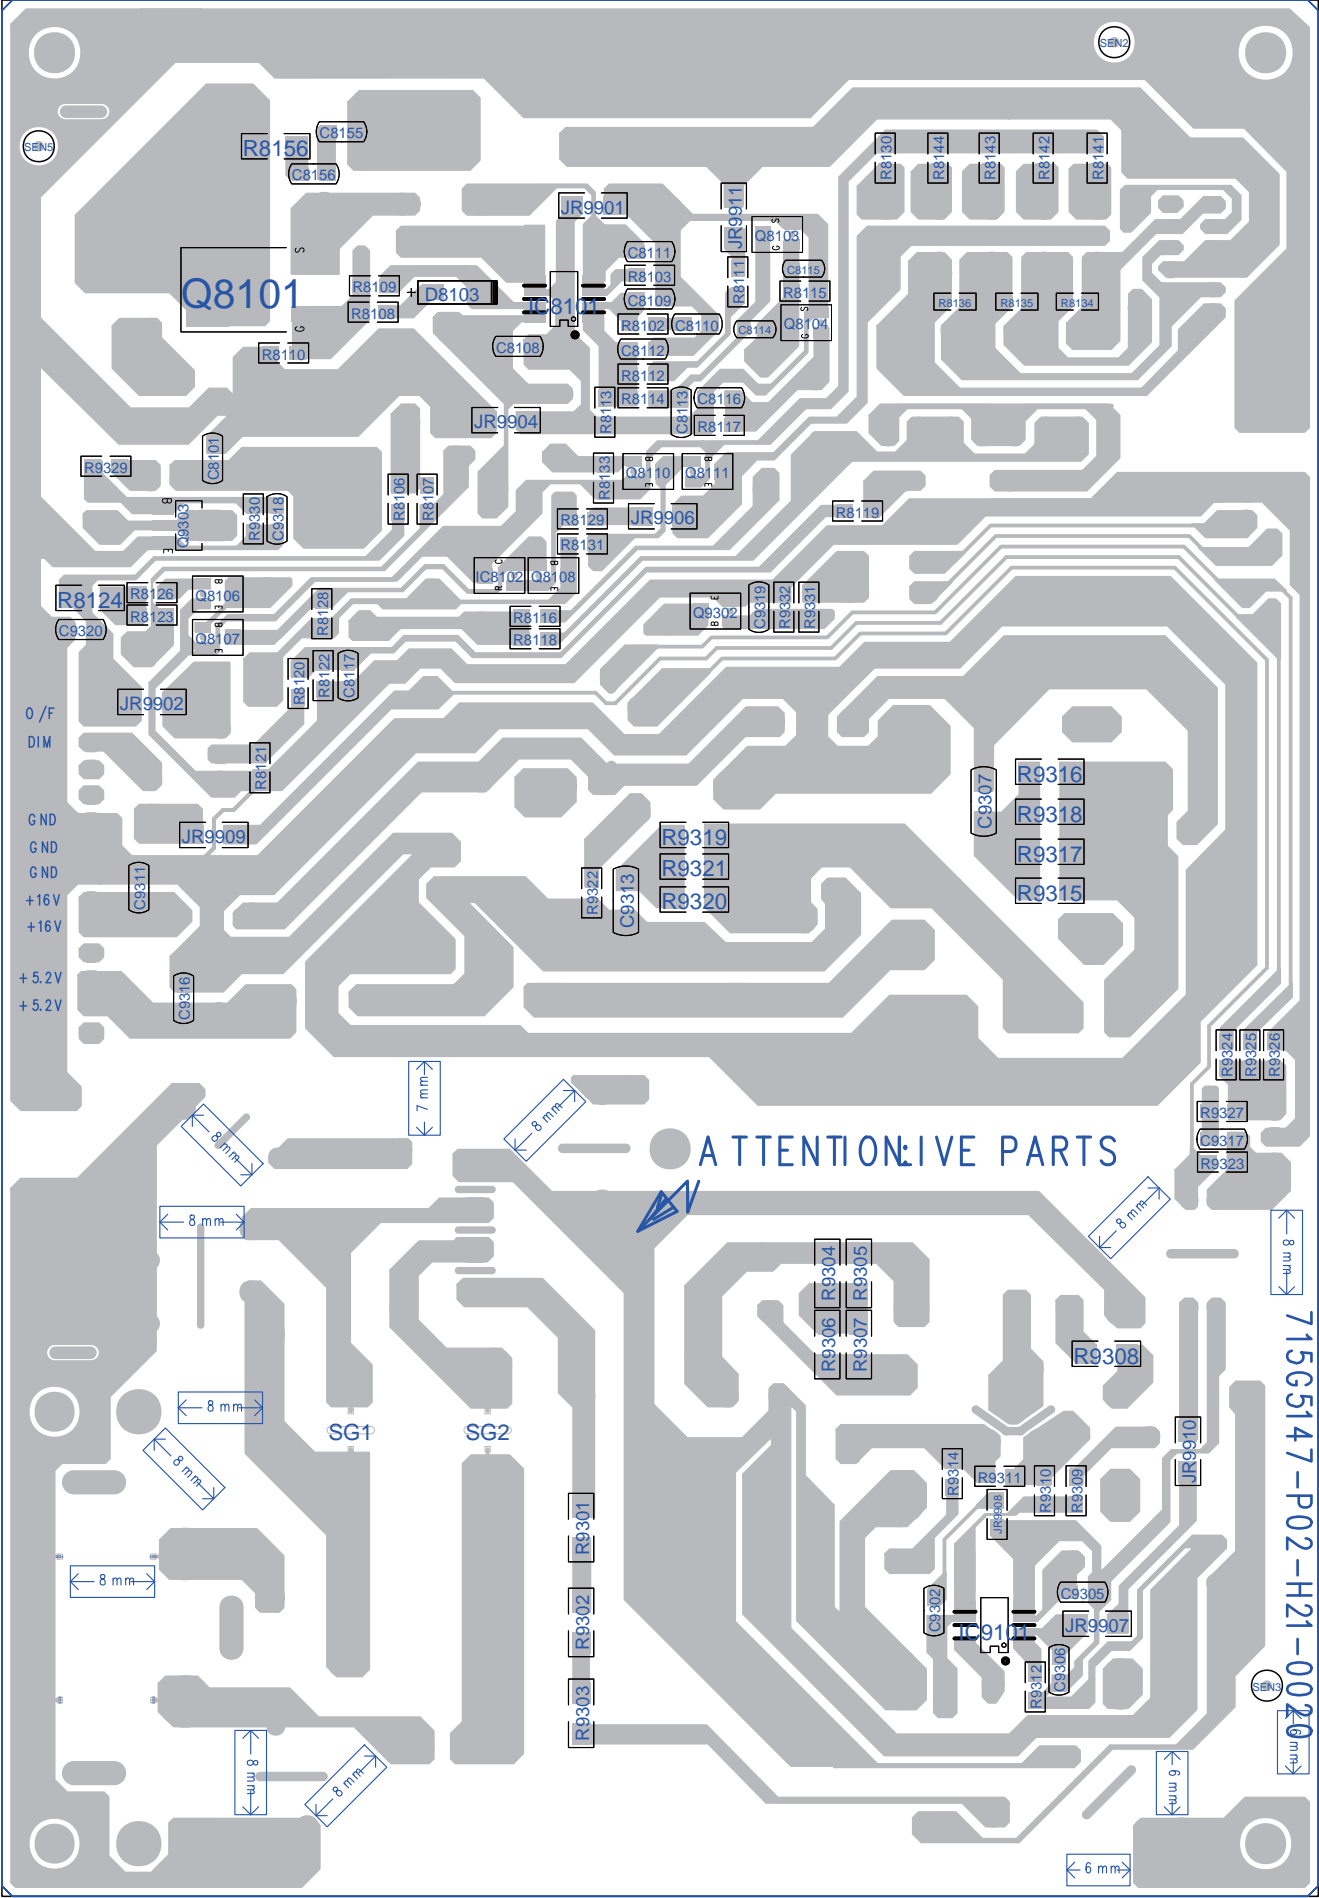 SEN2
SEN5
C8155
R8156
C8156
R8130
R8144
R8143
R8142
R8141
JR9901
JR9911
S
Q8103
G
S
C8111
R8111
C8115
R8109
+
D8103
R8103
R8115
Q8101
C8109
IC8101
R8136
R8135
R8134
R8108
R8102
C8110
C8114
S
Q8104
G
G
C8108
C8112
R8110
R8112
R8113
R8114
C8113
C8116
JR9904
R8117
C8101
R9329
R8133
B
Q8110
E
B
Q8111
E
R8106
R8107
B
Q9303
E
R9330
C9318
R8129
JR9906
R8119
R8131
C
IC8102
R
B
Q8108
E
R8124
R8126
B
Q8106
E
R8128
E
Q9302
B
C9319
R9332
R9331
R8123
R8116
C9320
B
Q8107
E
R8118
R8120
R8122
C8117
JR9902
O/F
DIM
R8121
R9316
C9307
GND
R9318
JR9909
R9319
GND
R9317
GND
C9311
R9322
R9321
+16V
C9313
R9320
R9315
+16V
+5.2V
C9316
+5.2V
R9324
R9325
R9326
7 mm
8 mm
8 mm
R9327
C9317
ATTENTION:LIVE PARTS
R9323
8 mm
8 mm
8 mm
R9304
R9305
R9306
R9307
R9308
715G5147-P02-H21-0020
8 mm
SG1
SG2
8 mm
JR9910
R9314
R9311
R9310
R9309
JR9908
R9301
8 mm
C9302
C9305
R9302
IC9101
JR9907
C9306
R9312
SEN3
R9303
6mm
8 mm
8 mm
6 mm
6 mm